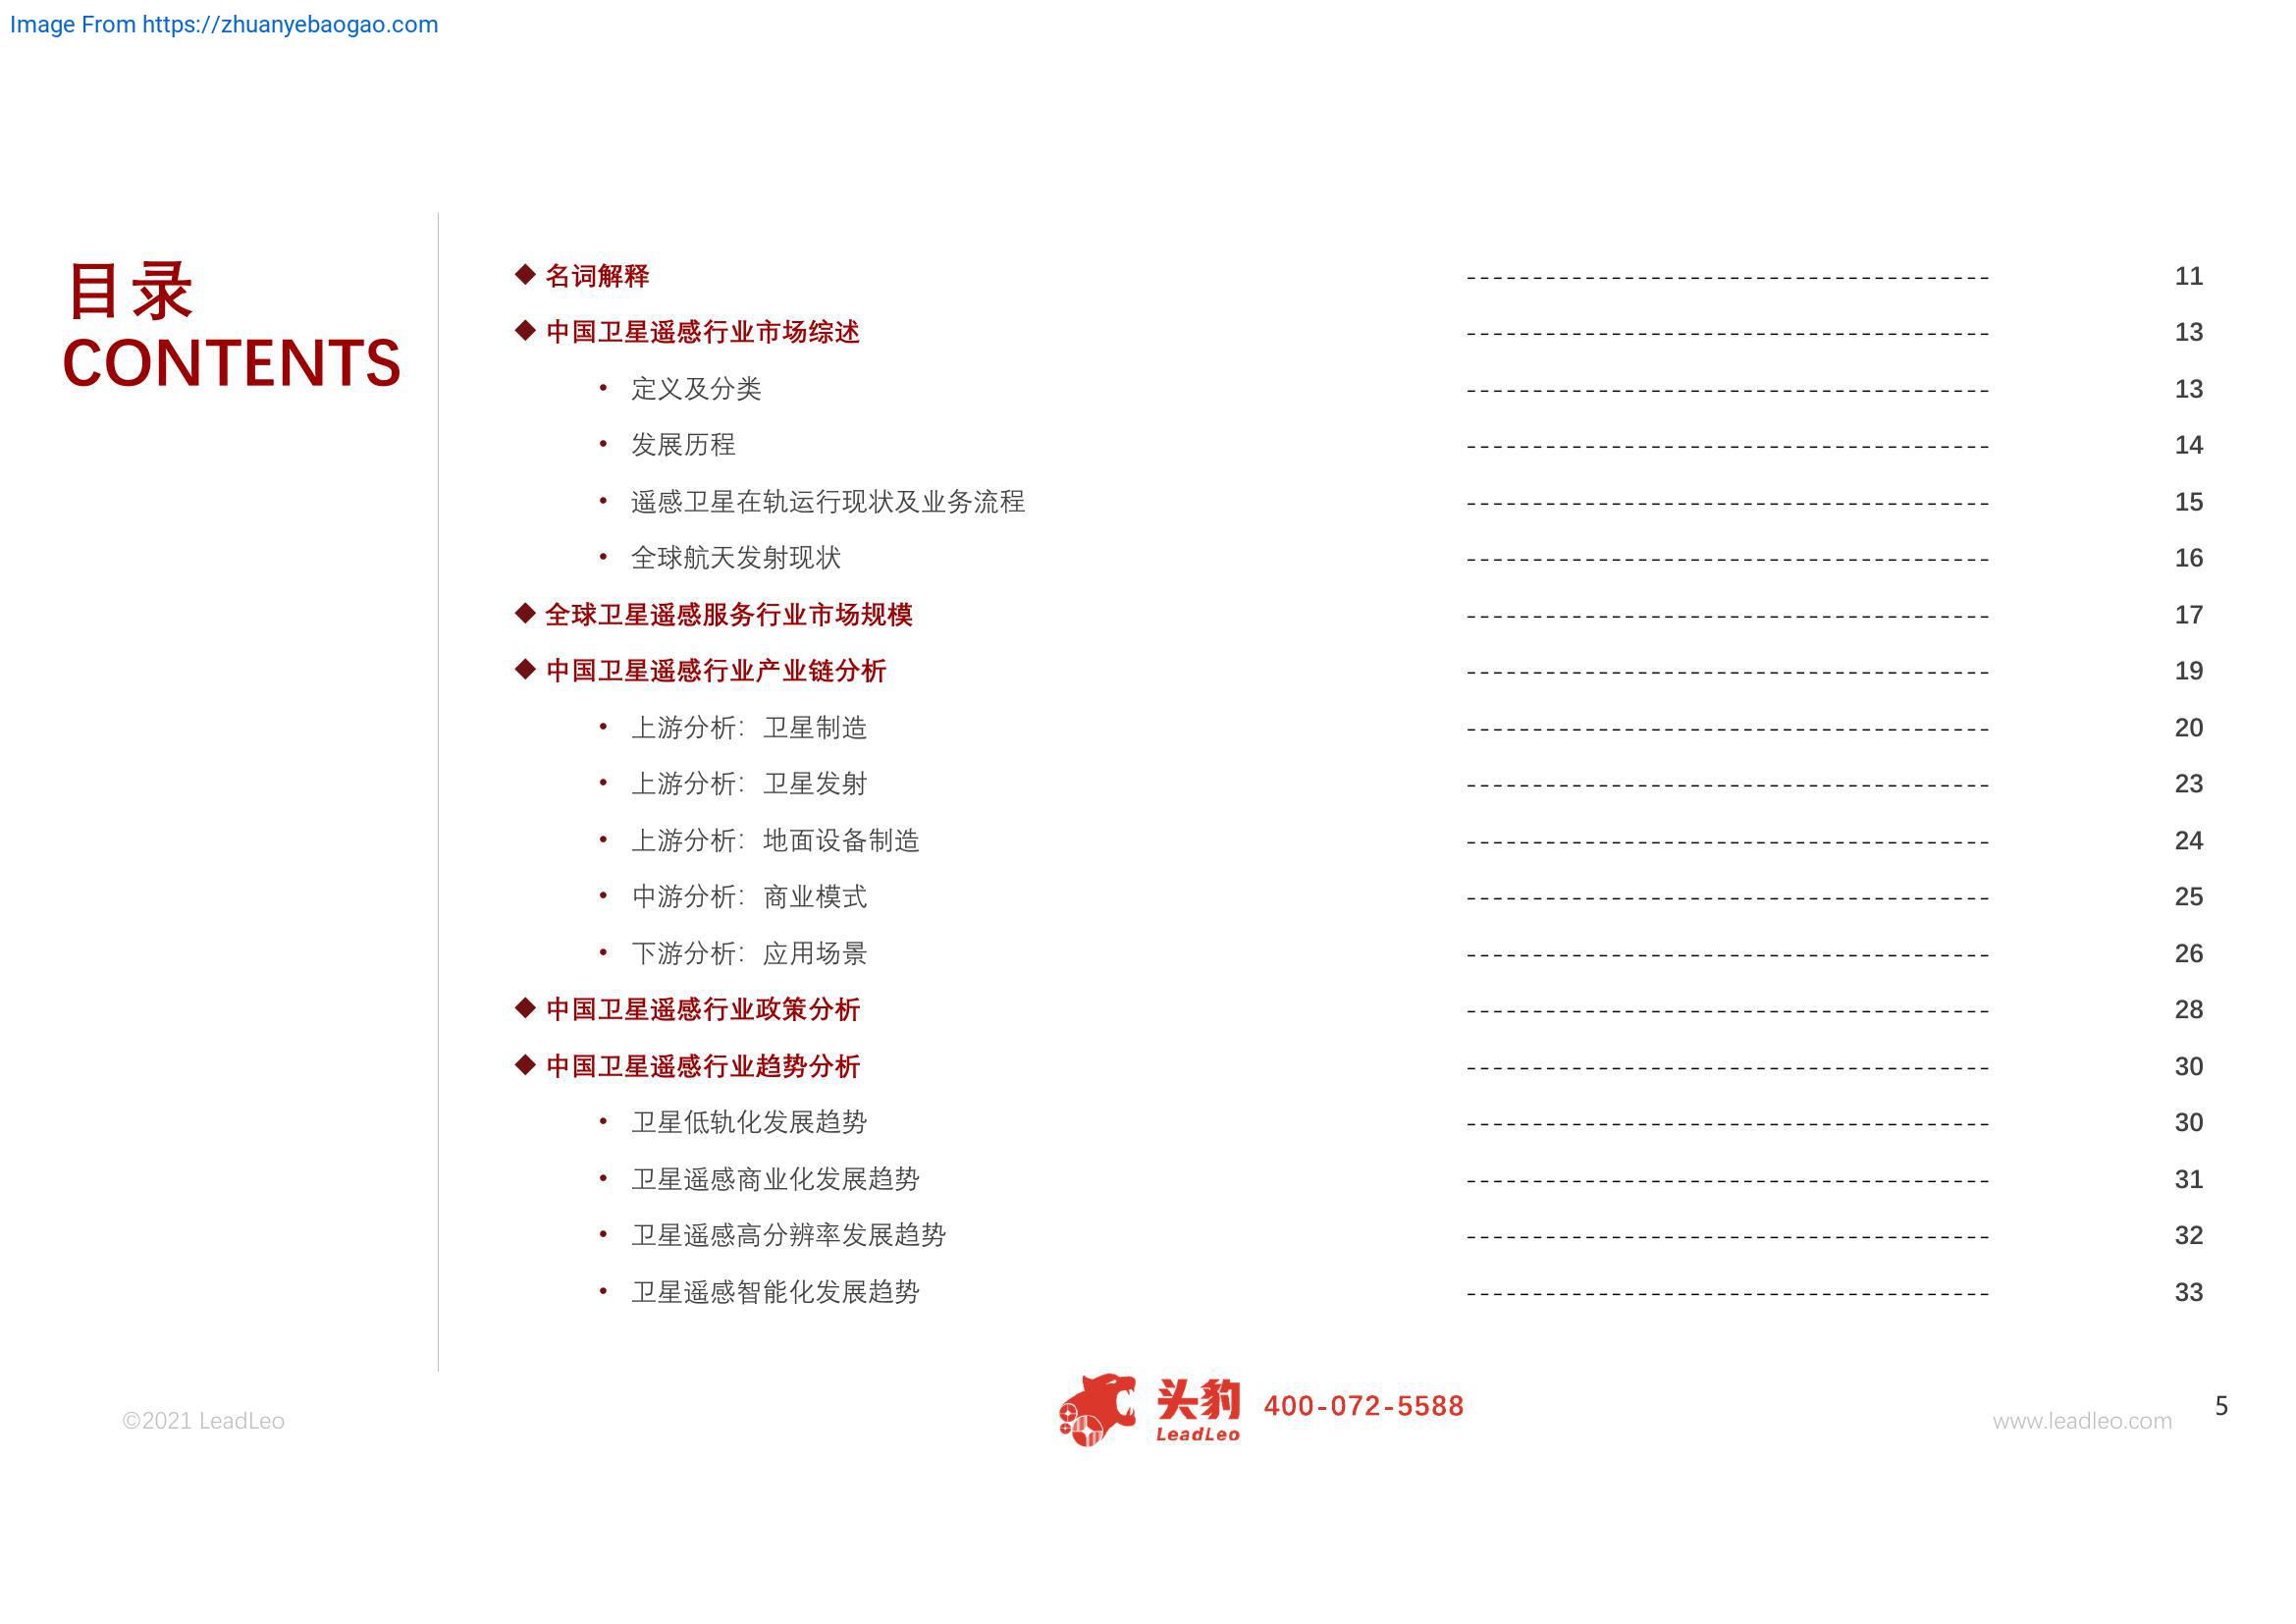 Image From https://zhuanyebaogao.com
目录
CONTENTS
◆ 名词解释 ---------------------------------------- 11
◆ 中国卫星遥感行业市场综述 ---------------------------------------- 13
• 定义及分类 ---------------------------------------- 13
• 发展历程 ---------------------------------------- 14
• 遥感卫星在轨运行现状及业务流程 ---------------------------------------- 15
• 全球航天发射现状 ---------------------------------------- 16
◆ 全球卫星遥感服务行业市场规模 ---------------------------------------- 17
◆ 中国卫星遥感行业产业链分析 ---------------------------------------- 19
• 上游分析：卫星制造 ---------------------------------------- 20
• 上游分析：卫星发射 ---------------------------------------- 23
• 上游分析：地面设备制造 ---------------------------------------- 24
• 中游分析：商业模式 ---------------------------------------- 25
• 下游分析：应用场景 ---------------------------------------- 26
◆ 中国卫星遥感行业政策分析 ---------------------------------------- 28
◆ 中国卫星遥感行业趋势分析 ---------------------------------------- 30
• 卫星低轨化发展趋势 ---------------------------------------- 30
• 卫星遥感商业化发展趋势 ---------------------------------------- 31
• 卫星遥感高分辨率发展趋势 ---------------------------------------- 32
• 卫星遥感智能化发展趋势 ---------------------------------------- 33
©2021 LeadLeo
头豹
LeadLeo
400-072-5588
www.leadleo.com
5